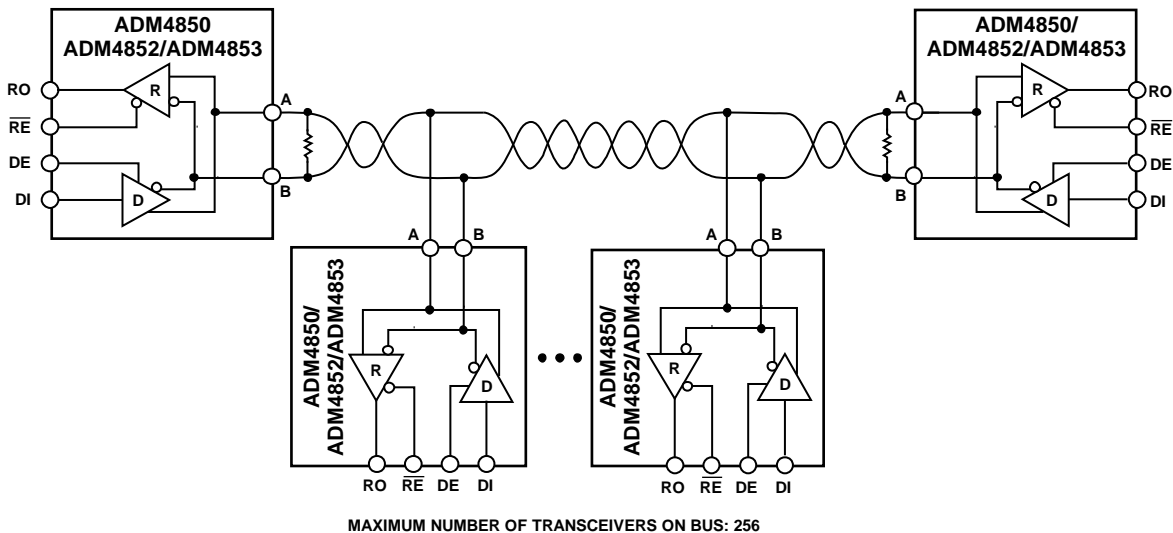 ADM4850
ADM4852/ADM4853
RO
RE
DE
DI
R
D
A
B
ADM4850/
ADM4852/ADM4853
A
B
R
D
RO
RE
DE
DI
A
B
ADM4850/
ADM4852/ADM4853
R
D
RO
RE
DE
DI
A
B
ADM4850/
ADM4852/ADM4853
R
D
RO
RE
DE
DI
MAXIMUM NUMBER OF TRANSCEIVERS ON BUS: 256